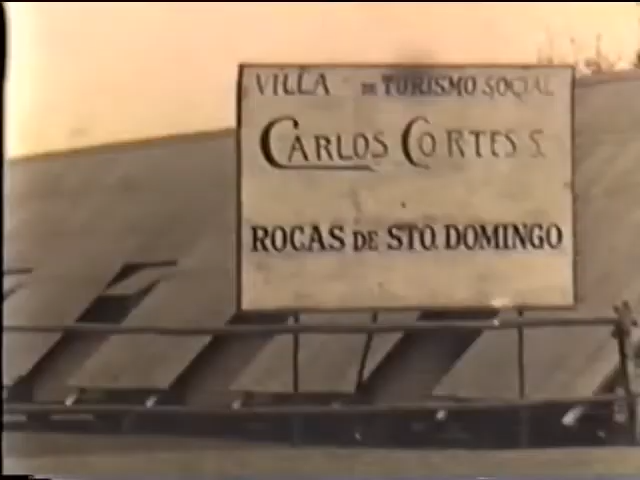 VILLA DE TURISMO SOCIAL
CARLOS CORTES S.
ROCAS DE STO. DOMINGO